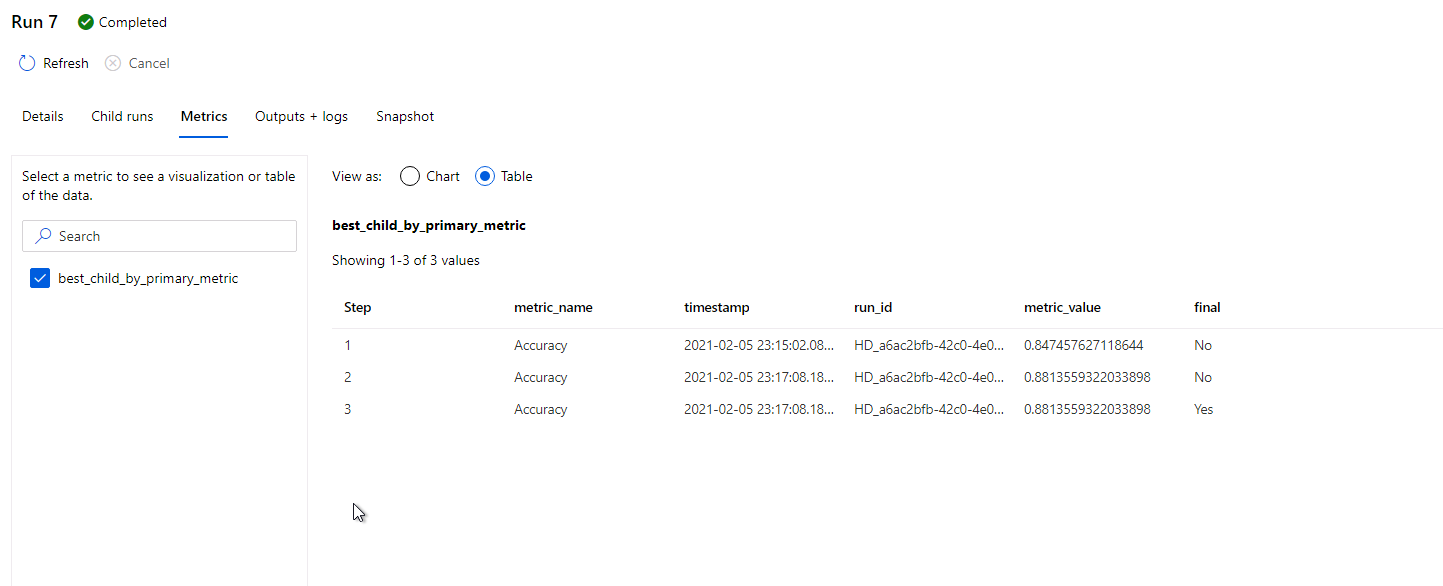 Run 7 Completed
Refresh Cancel
Details Child runs Metrics Outputs + logs Snapshot
Select a metric to see a visualization or table
of the data.
Search
best_child_by_primary_metric
View as: Chart Table
best_child_by_primary_metric
Showing 1-3 of 3 values
Step metric_name timestamp run_id metric_value final
1 Accuracy 2021-02-05 23:15:02.08... HD_a6ac2bfb-42c0-4e0... 0.847457627118644 No
2 Accuracy 2021-02-05 23:17:08.18... HD_a6ac2bfb-42c0-4e0... 0.8813559322033898 No
3 Accuracy 2021-02-05 23:17:08.18... HD_a6ac2bfb-42c0-4e0... 0.8813559322033898 Yes